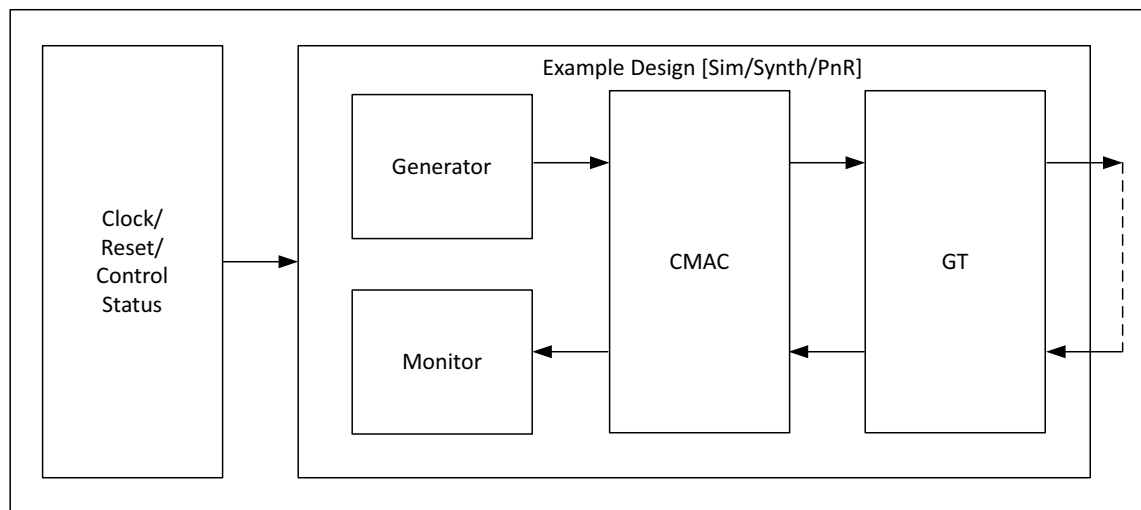 Example Design [Sim/Synth/PnR]
Generator
Clock/
Reset/
Control
Status
CMAC
GT
Monitor